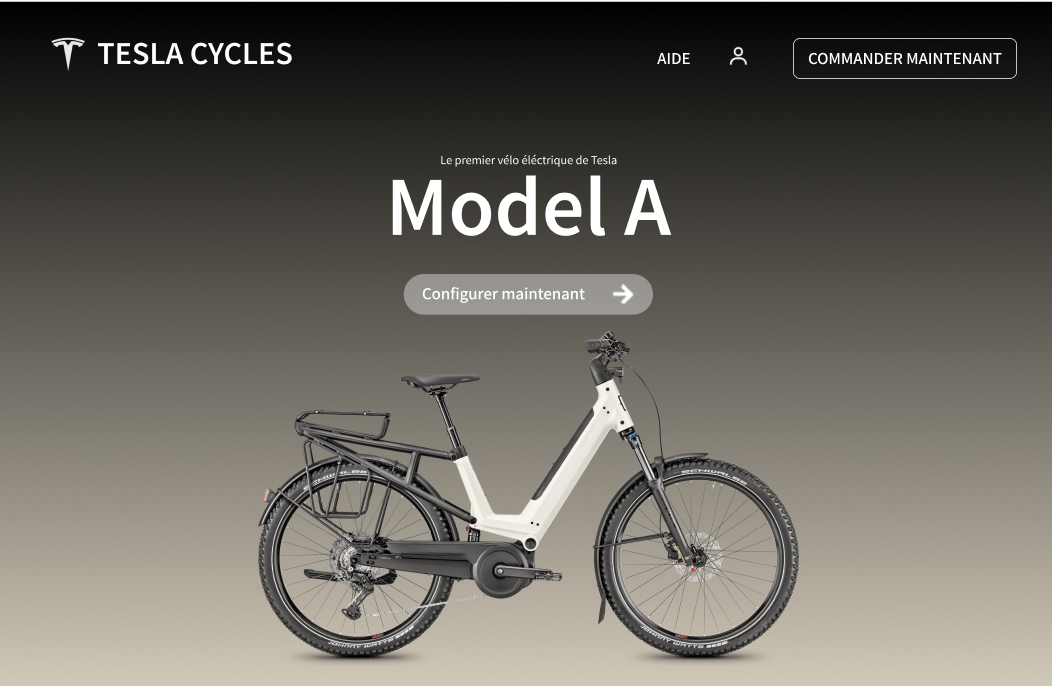 TESLA CYCLES
AIDE
COMMANDER MAINTENANT
Le premier vélo éléctrique de Tesla
Model A
Configurer maintenant
SCHWALBE
SCHWALBE
JOHNNY WATTS
JOHNNY WATTS